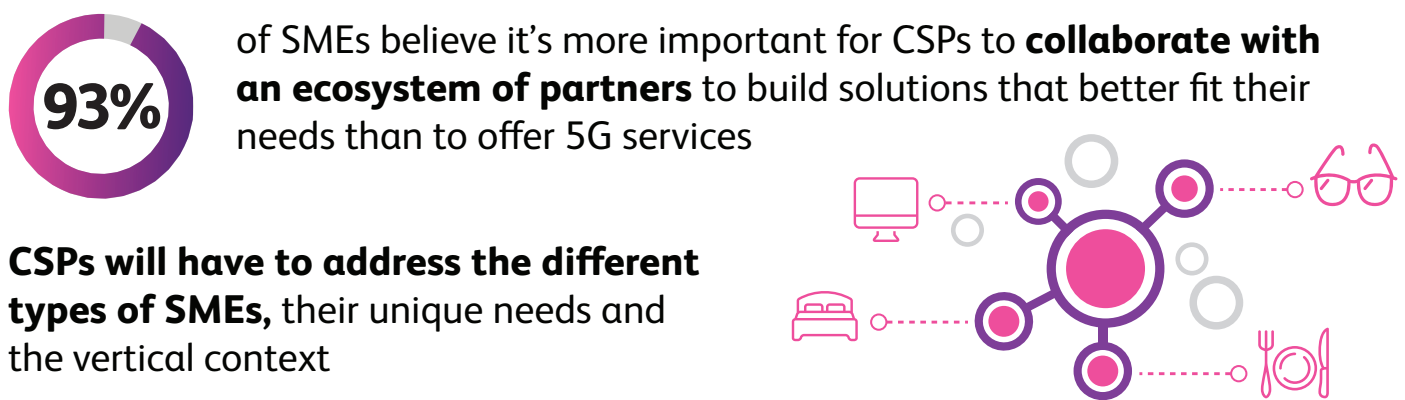 93%
of SMEs believe it's more important for CSPs to collaborate with
an ecosystem of partners to build solutions that better fit their
needs than to offer 5G services
CSPs will have to address the different
types of SMEs, their unique needs and
the vertical context